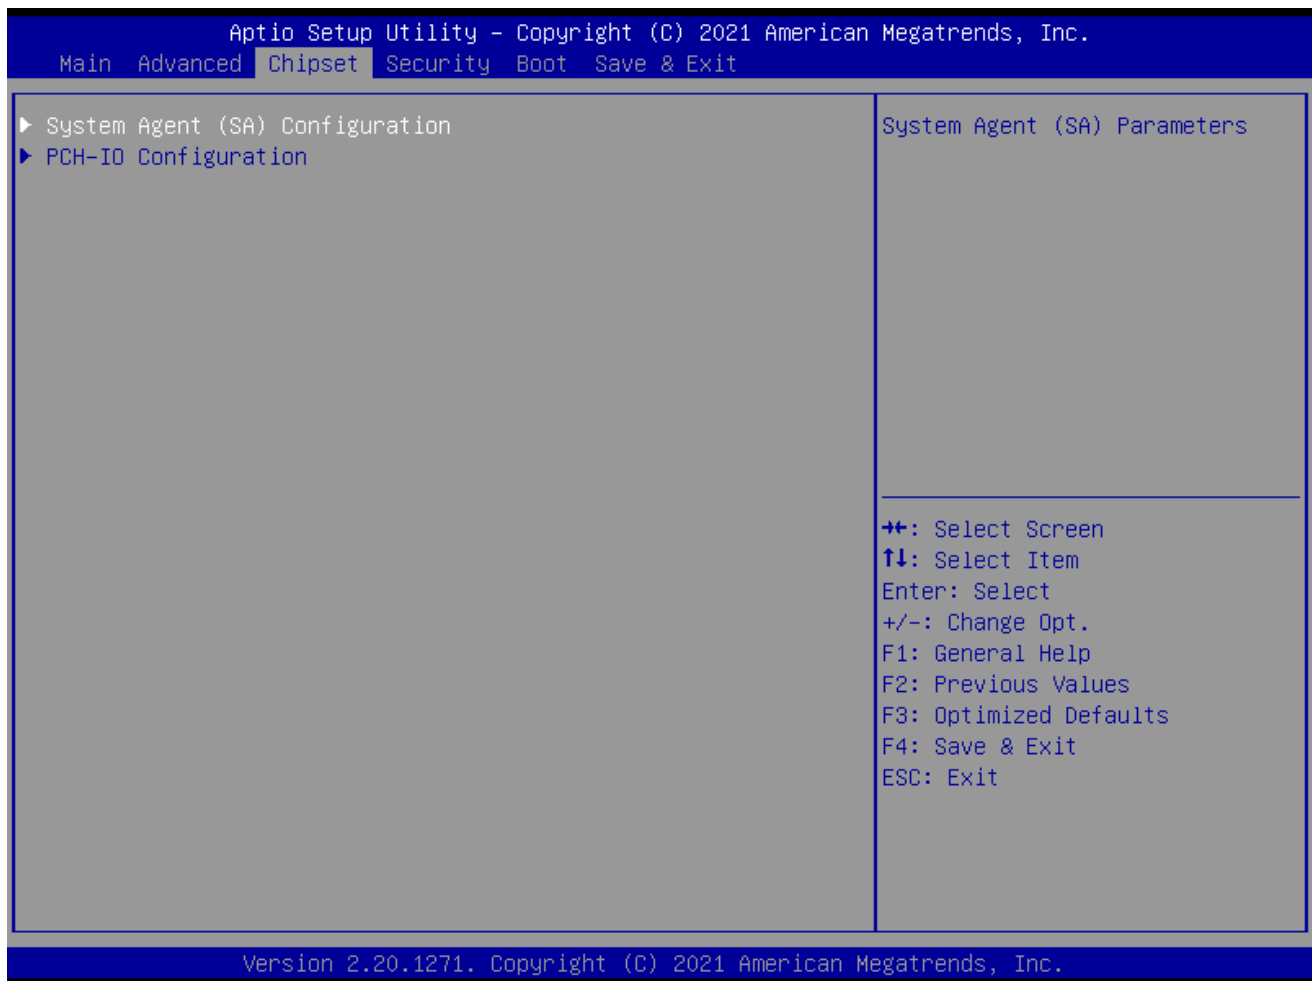 Aptio Setup Utility – Copyright (C) 2021 American Megatrends, Inc.
Main Advanced Chipset Security Boot Save & Exit
▶ System Agent (SA) Configuration
▶ PCH-IO Configuration
System Agent (SA) Parameters
→←: Select Screen
↑↓: Select Item
Enter: Select
+/-: Change Opt.
F1: General Help
F2: Previous Values
F3: Optimized Defaults
F4: Save & Exit
ESC: Exit
Version 2.20.1271. Copyright (C) 2021 American Megatrends, Inc.